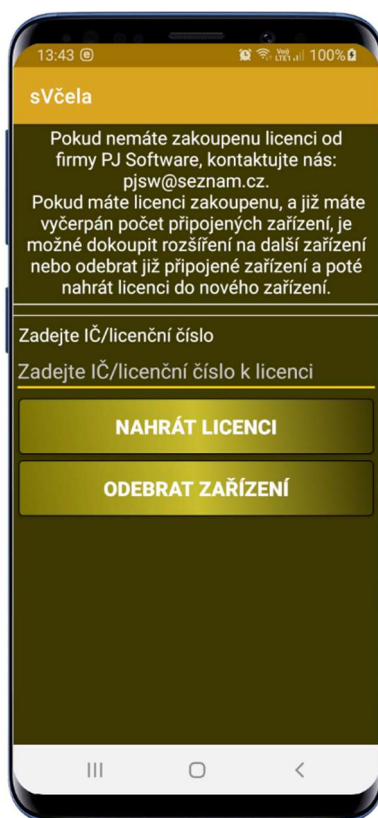 13:43 100%
sVčela
Pokud nemáte zakoupenu licenci od
firmy PJ Software, kontaktujte nás:
pjsw@seznam.cz.
Pokud máte licenci zakoupenu, a již máte
vyčerpán počet připojených zařízení, je
možné dokoupit rozšíření na další zařízení
nebo odebrat již připojené zařízení a poté
nahrát licenci do nového zařízení.
Zadejte IČ/licenční číslo
Zadejte IČ/licenční číslo k licenci
NAHRÁT LICENCI
ODEBRAT ZAŘÍZENÍ